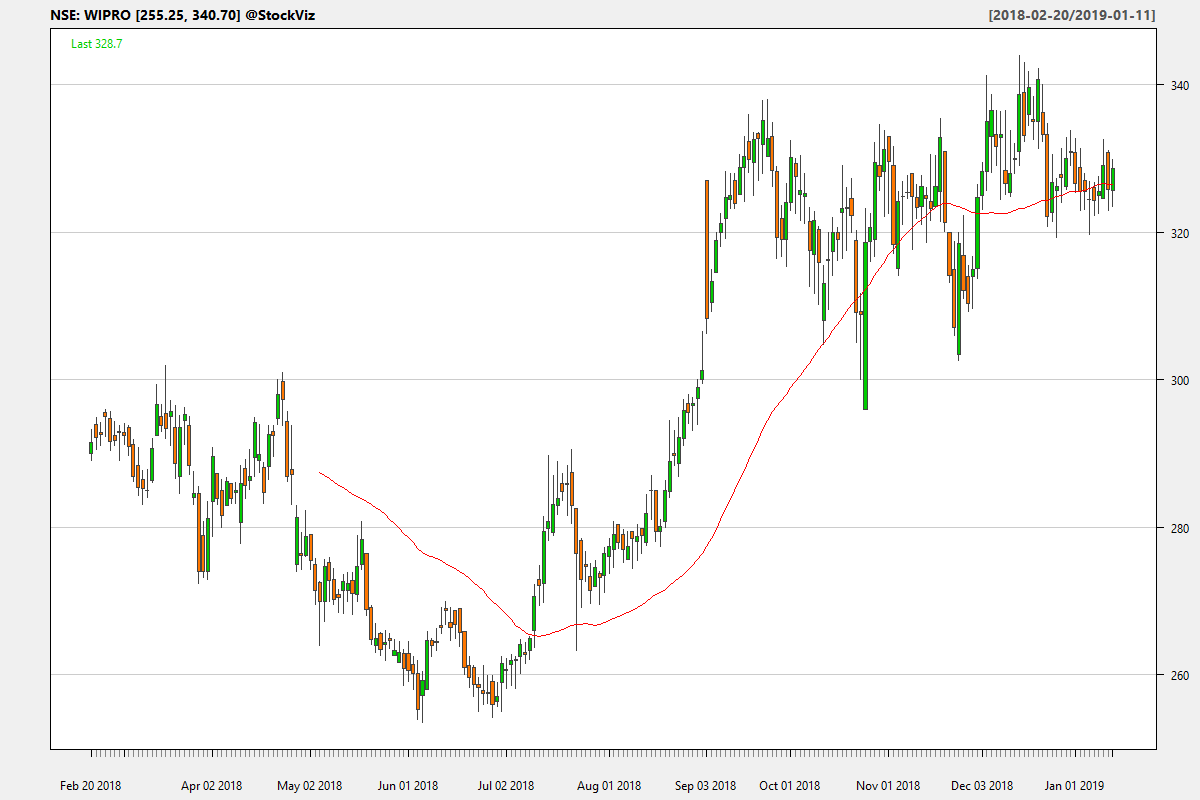 NSE: WIPRO [255.25, 340.70] @StockViz [2018-02-20/2019-01-11]
Last 328.7
340
320
300
280
260
Feb 20 2018 Apr 02 2018 May 02 2018 Jun 01 2018 Jul 02 2018 Aug 01 2018 Sep 03 2018 Oct 01 2018 Nov 01 2018 Dec 03 2018 Jan 01 2019